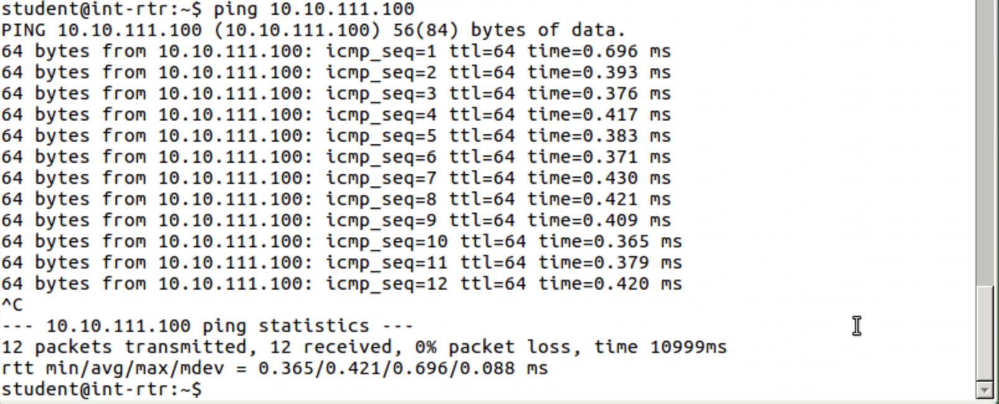 student@int-rtr:~$ ping 10.10.111.100
PING 10.10.111.100 (10.10.111.100) 56(84) bytes of data.
64 bytes from 10.10.111.100: icmp_seq=1 ttl=64 time=0.696 ms
64 bytes from 10.10.111.100: icmp_seq=2 ttl=64 time=0.393 ms
64 bytes from 10.10.111.100: icmp_seq=3 ttl=64 time=0.376 ms
64 bytes from 10.10.111.100: icmp_seq=4 ttl=64 time=0.417 ms
64 bytes from 10.10.111.100: icmp_seq=5 ttl=64 time=0.383 ms
64 bytes from 10.10.111.100: icmp_seq=6 ttl=64 time=0.371 ms
64 bytes from 10.10.111.100: icmp_seq=7 ttl=64 time=0.430 ms
64 bytes from 10.10.111.100: icmp_seq=8 ttl=64 time=0.421 ms
64 bytes from 10.10.111.100: icmp_seq=9 ttl=64 time=0.409 ms
64 bytes from 10.10.111.100: icmp_seq=10 ttl=64 time=0.365 ms
64 bytes from 10.10.111.100: icmp_seq=11 ttl=64 time=0.379 ms
64 bytes from 10.10.111.100: icmp_seq=12 ttl=64 time=0.420 ms
^C
--- 10.10.111.100 ping statistics ---
12 packets transmitted, 12 received, 0% packet loss, time 10999ms
rtt min/avg/max/mdev = 0.365/0.421/0.696/0.088 ms
student@int-rtr:~$